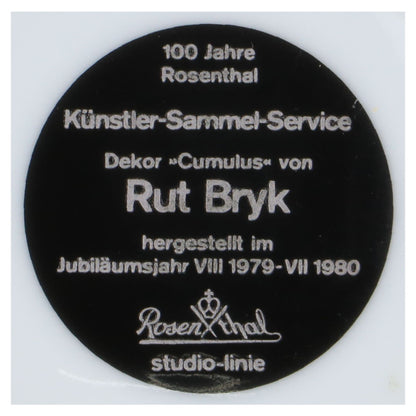 100 Jahre
Rosenthal
Künstler-Sammel-Service
Dekor »Cumulus« von
Rut Bryk
hergestellt im
Jubiläumsjahr VIII 1979-VII 1980
Rosenthal
studio-linie